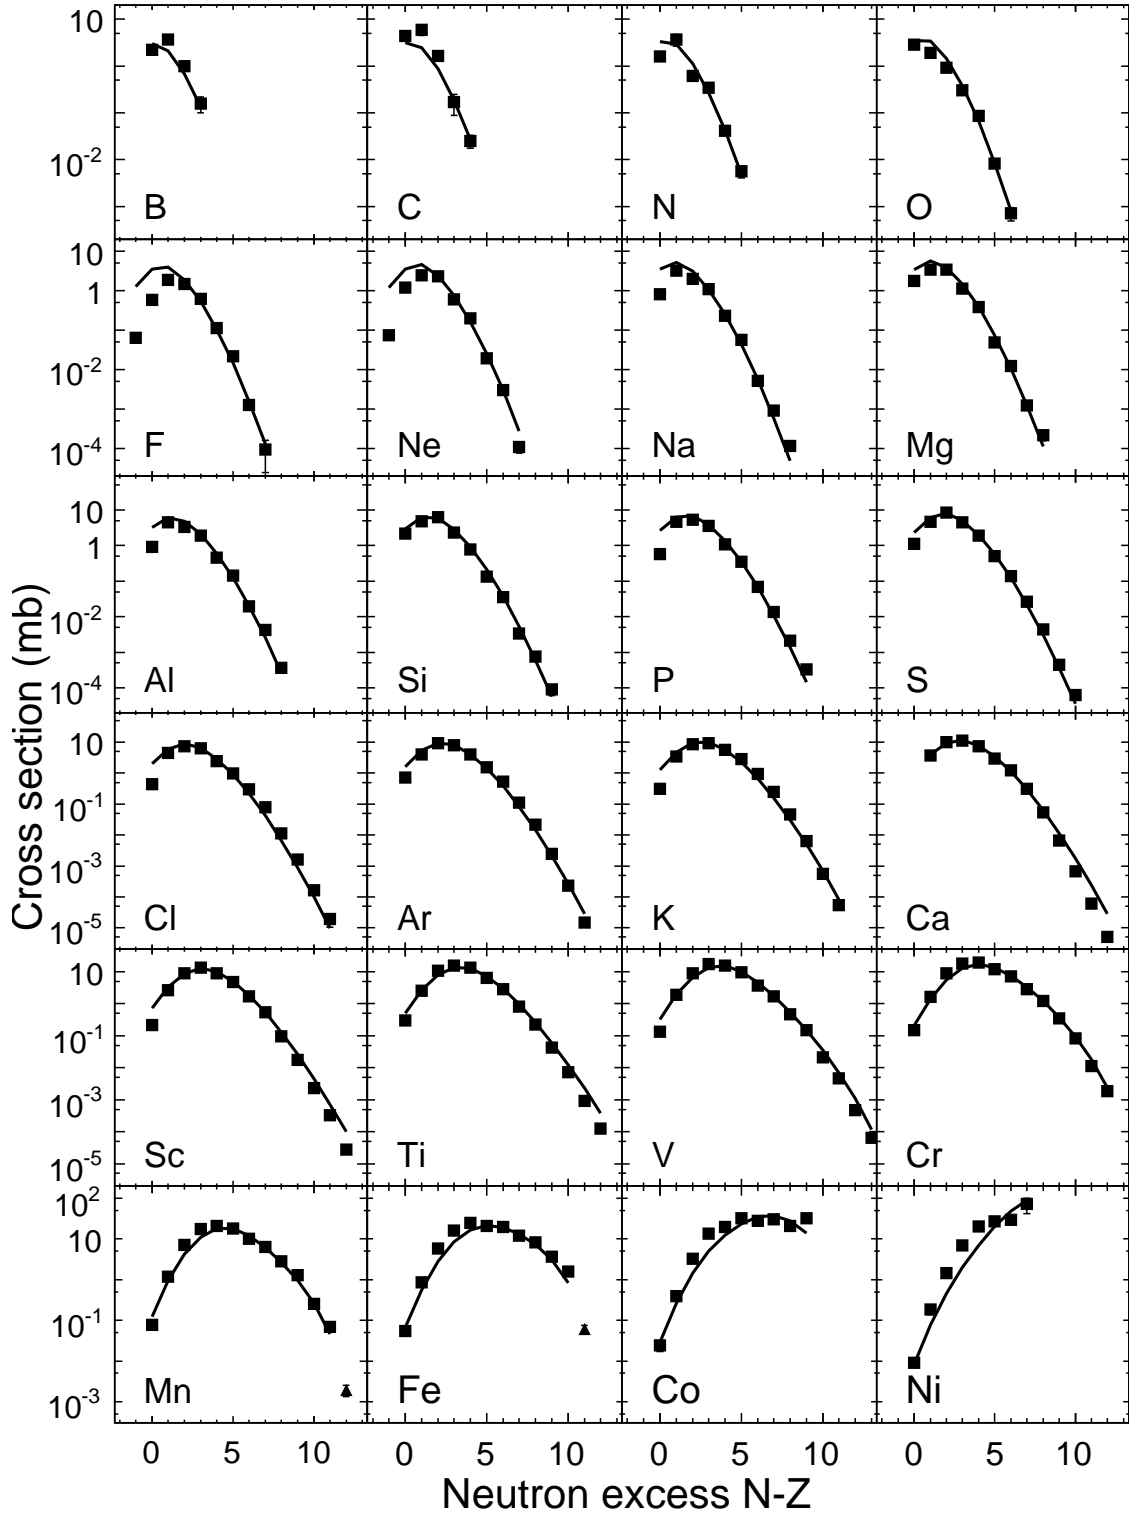 10
10⁻²
B C N O
10
1
10⁻²
10⁻⁴
F Ne Na Mg
10
1
10⁻²
10⁻⁴
Al Si P S
10
10⁻¹
10⁻³
10⁻⁵
Cl Ar K Ca
10
10⁻¹
10⁻³
10⁻⁵
Sc Ti V Cr
10²
10
10⁻¹
10⁻³
Mn Fe Co Ni
0 5 10 0 5 10 0 5 10 0 5 10
Neutron excess N-Z
Cross section (mb)